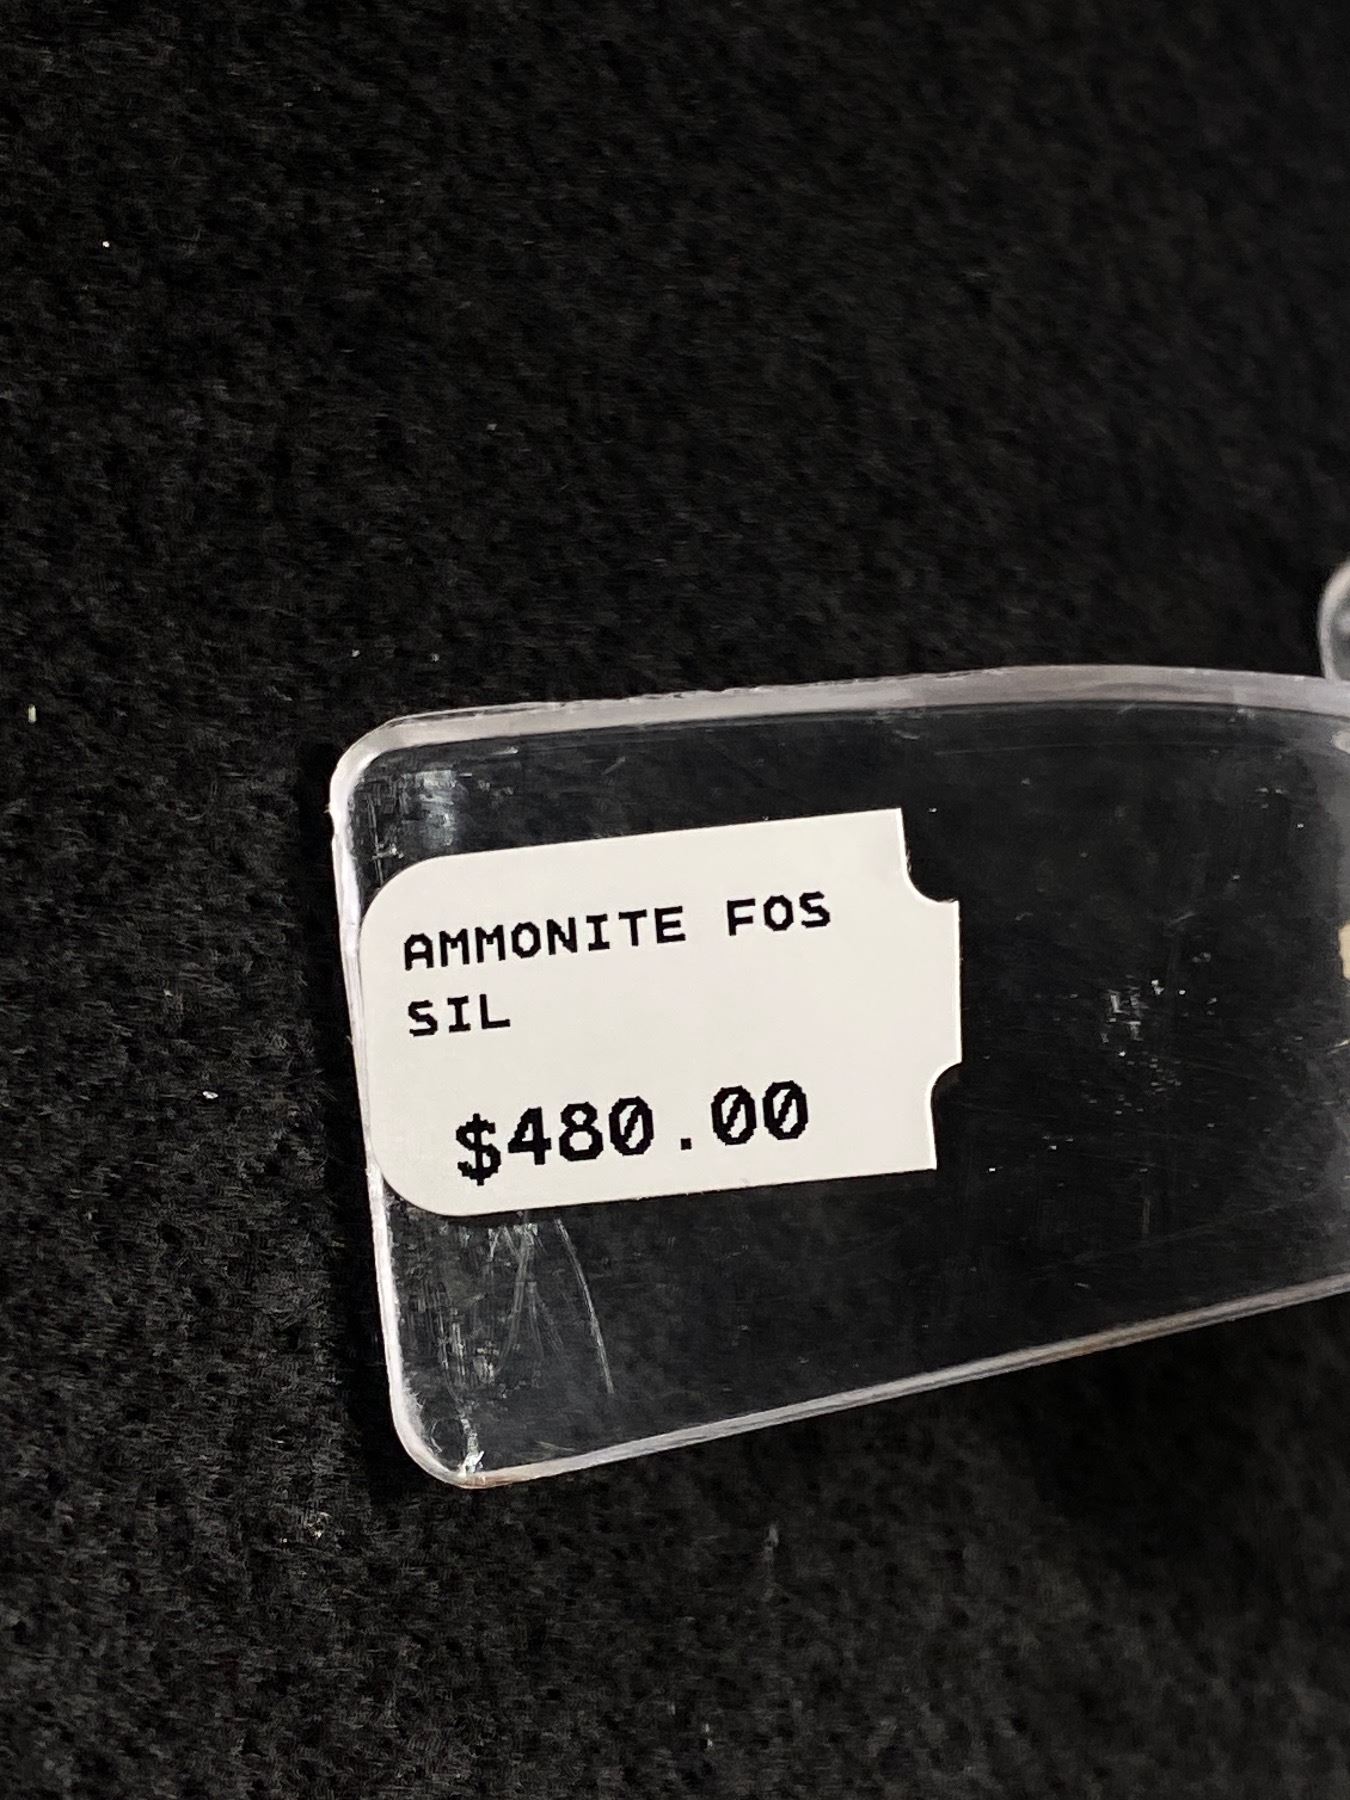 AMMONITE FOS
SIL
$480.00